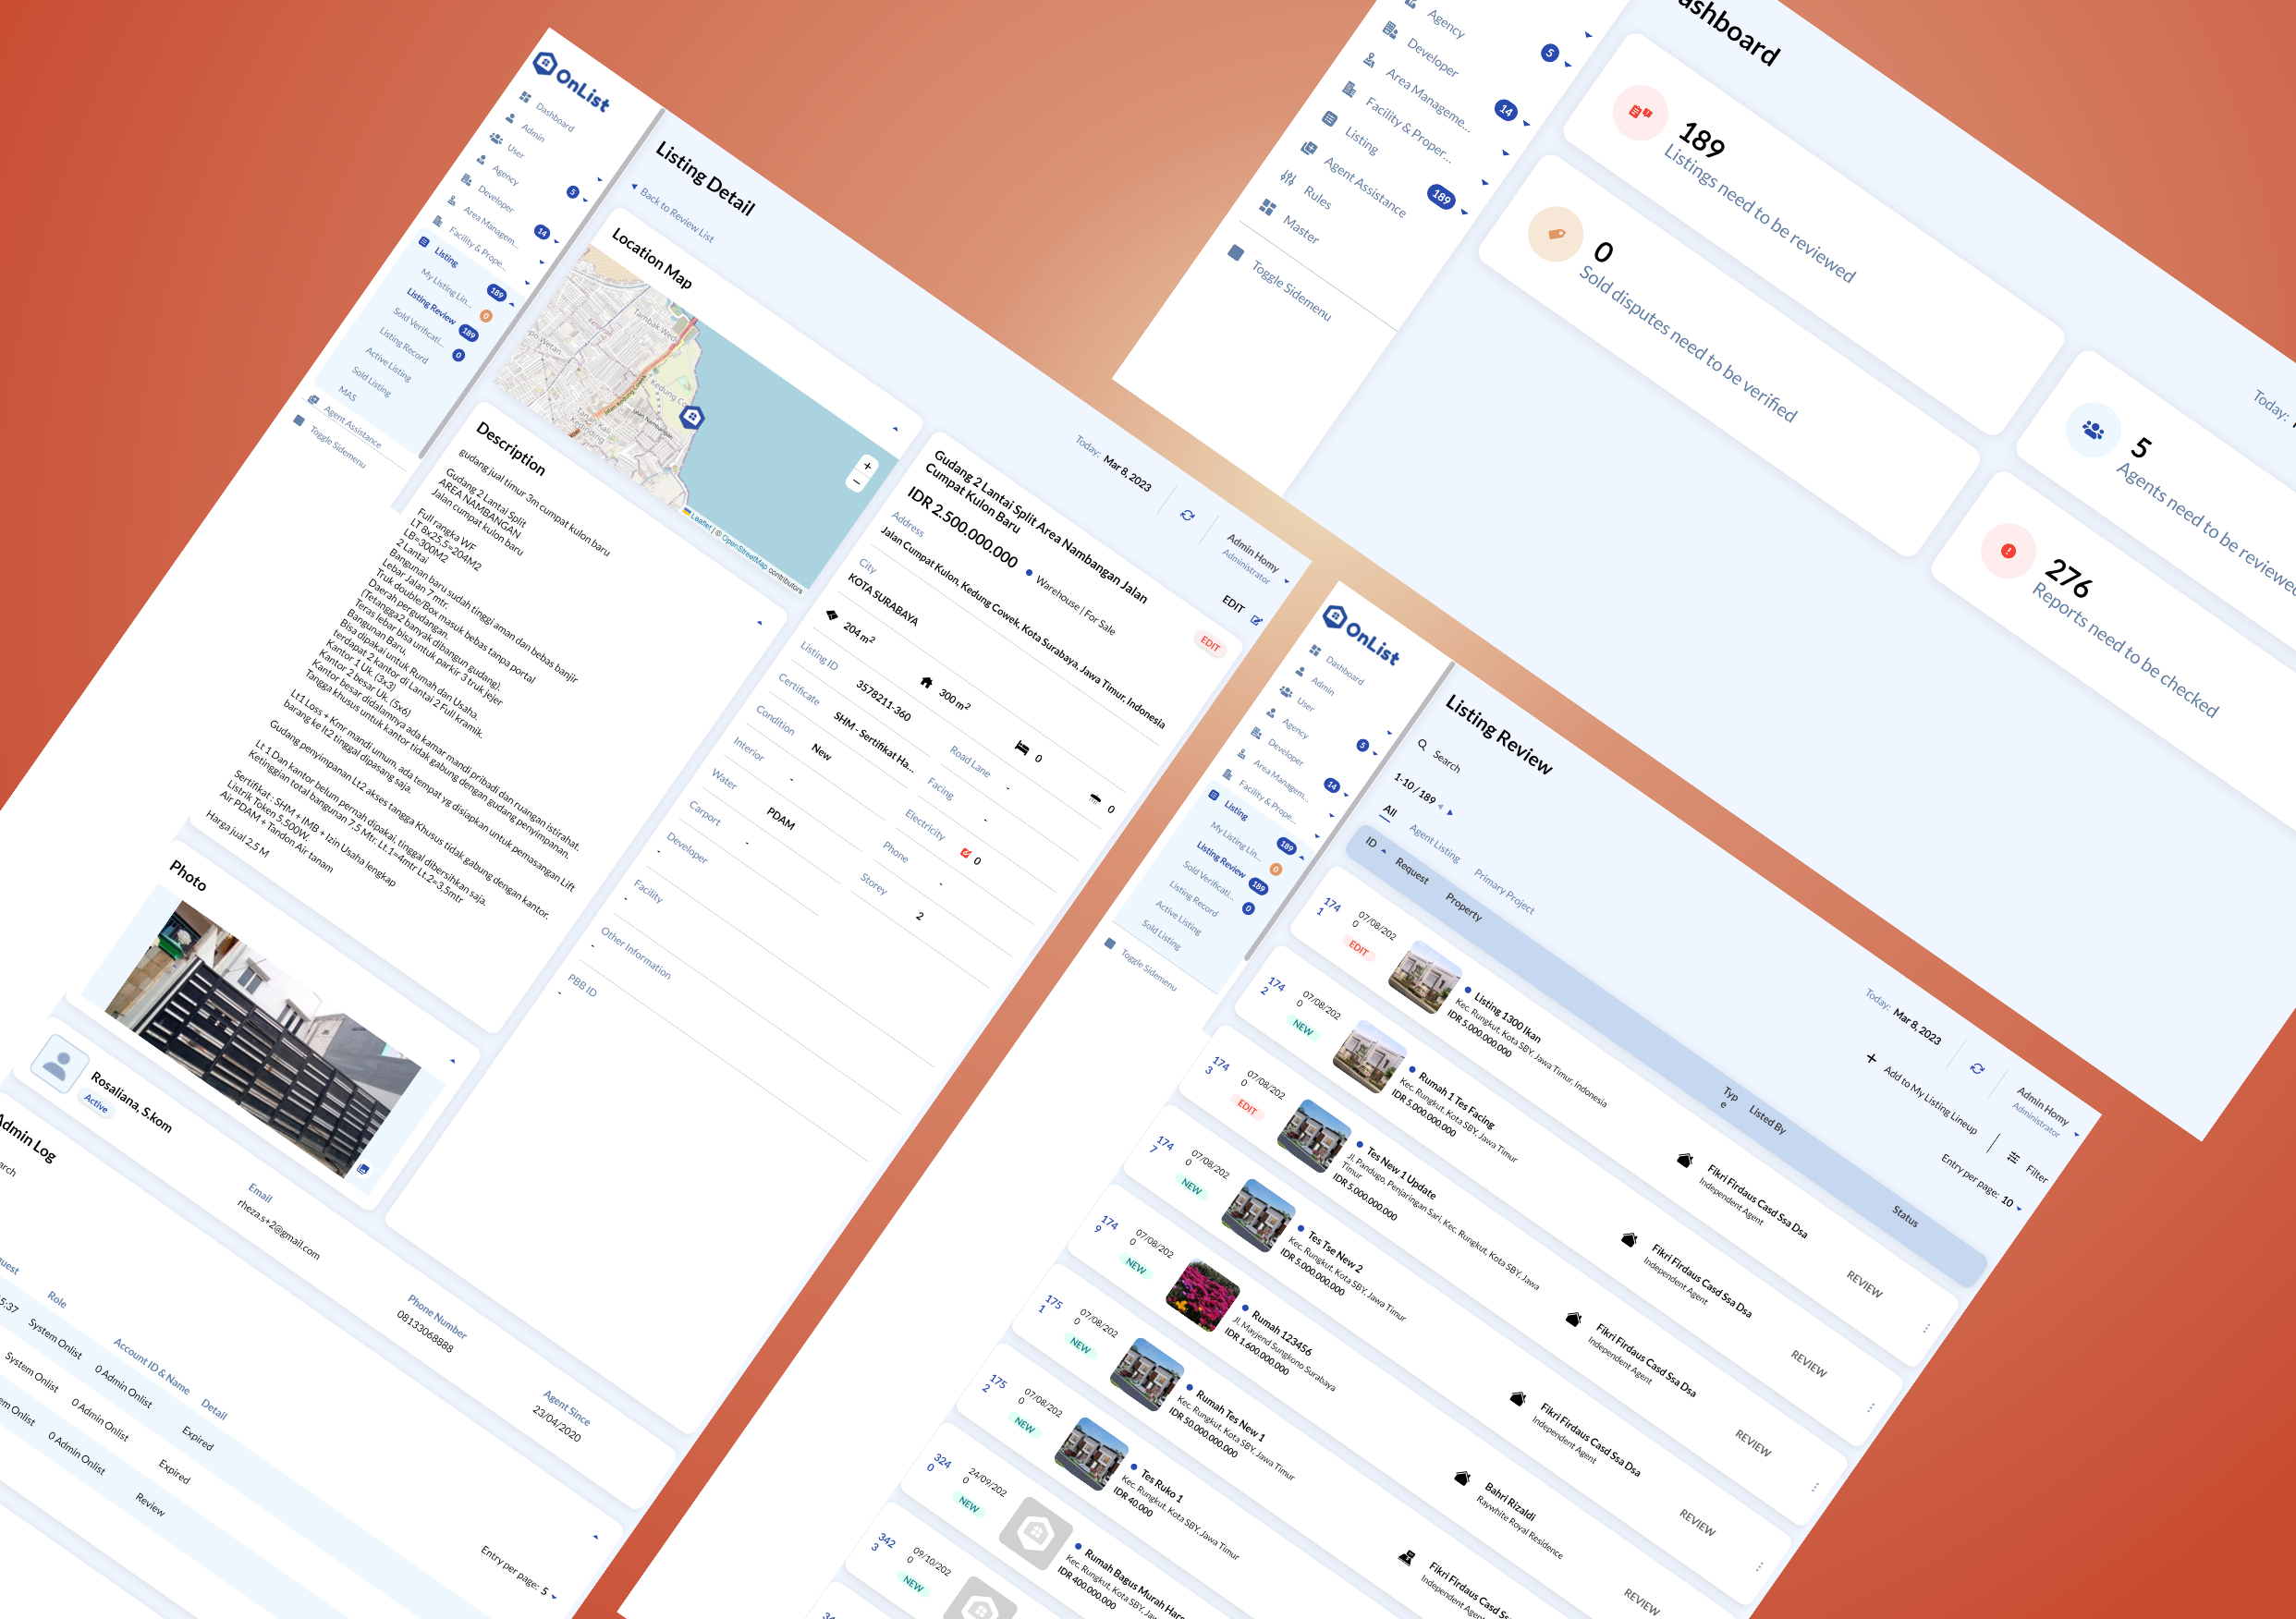 OnList
Dashboard
Admin
User
Agency
Developer
5
Area Managem...
Facility & Prope...
14
Listing
My Listing Lin...
189
Listing Review
0
Sold Verificati...
189
Listing Record
0
Active Listing
Sold Listing
MAS
Agent Assistance
Toggle Sidemenu
Listing Detail
Back to Review List
Today: Mar 8, 2023
Admin Homy
Administrator
EDIT
Location Map
Tambak Wedi
Jalan Kedung Cowek
+
−
Leaflet | © OpenStreetMap contributors
Description
gudang jual timur 3m cumpat kulon baru
Gudang 2 Lantai Split
AREA NAMBANGAN
Jalan cumpat kulon baru
Full rangka WF
LT 8x25,5=204M2
LB=300M2
2 Lantai
Bangunan baru sudah tinggi aman dan bebas banjir
Lebar Jalan 7 mtr.
Truk double/Box masuk bebas tanpa portal
Daerah pergudangan.
(Tetangga2 banyak dibangun gudang).
Teras lebar bisa untuk parkir 3 truk jejer
Bangunan Baru.
Bisa dipakai untuk Rumah dan Usaha.
terdapat 2 kantor di Lantai 2 Full kramik.
Kantor 1 Uk. (3x3)
Kantor 2 besar Uk. (5x6)
Kantor besar didalamnya ada kamar mandi pribadi dan ruangan istirahat.
Tangga khusus untuk kantor tidak gabung dengan gudang penyimpanan.
Lt1 Loss + Kmr mandi umum, ada tempat yg disiapkan untuk pemasangan Lift
barang ke lt2 tinggal dipasang saja.
Gudang penyimpanan Lt2 akses tangga Khusus tidak gabung dengan kantor.
Lt 1 Dan kantor belum pernah dipakai, tinggal dibersihkan saja.
Ketinggian total bangunan 7,5 Mtr. Lt.1=4mtr Lt.2=3.5mtr
Sertifikat : SHM + IMB + Izin Usaha lengkap
Listrik Token 5.500W.
Air PDAM + Tandon Air tanam
Harga jual 2,5 M
Photo
Gudang 2 Lantai Split Area Nambangan Jalan
Cumpat Kulon Baru
EDIT
IDR 2.500.000.000
Warehouse | For Sale
Address
Jalan Cumpat Kulon, Kedung Cowek, Kota Surabaya, Jawa Timur, Indonesia
City
KOTA SURABAYA
204 m²
300 m²
0
0
Listing ID
3578211-360
Road Lane
-
Certificate
SHM - Sertifikat Ha...
Facing
-
Condition
New
Electricity
0
Interior
-
Phone
-
Water
PDAM
Storey
2
Carport
-
Developer
-
Facility
-
Other Information
-
PBB ID
-
Rosaliana, S.kom
Active
Email
rheza.s+2@gmail.com
Phone Number
0813306888
Agent Since
23/04/2020
Admin Log
Entry per page: 5
Role
Account ID & Name
Detail
System Onlist
0 Admin Onlist
Expired
System Onlist
0 Admin Onlist
Expired
0 Admin Onlist
Review
Agency
Developer
5
Area Manageme...
Facility & Proper...
14
Listing
Agent Assistance
189
Rules
Master
Toggle Sidemenu
Today:
189
Listings need to be reviewed
0
Sold disputes need to be verified
5
Agents need to be reviewed
276
Reports need to be checked
OnList
Dashboard
Admin
User
Agency
Developer
5
Area Managem...
Facility & Prope...
14
Listing
My Listing Lin...
189
Listing Review
0
Sold Verificati...
189
Listing Record
0
Active Listing
Sold Listing
Toggle Sidemenu
Listing Review
Today: Mar 8, 2023
Admin Homy
Administrator
Search
Add to My Listing Lineup
Filter
1-10 / 189
Entry per page: 10
All
Agent Listing
Primary Project
ID
Request
Property
Type
Listed By
Status
1741
07/08/2020
EDIT
Listing 1300 Ikan
Kec. Rungkut, Kota SBY, Jawa Timur, Indonesia
IDR 5.000.000.000
Fikri Firdaus Casd Ssa Dsa
Independent Agent
REVIEW
1742
07/08/2020
NEW
Rumah 1 Tes Facing
Kec. Rungkut, Kota SBY, Jawa Timur
IDR 5.000.000.000
Fikri Firdaus Casd Ssa Dsa
Independent Agent
REVIEW
1743
07/08/2020
EDIT
Tes New 1 Update
Jl. Pandugo, Penjaringan Sari, Kec. Rungkut, Kota SBY, Jawa
Timur
IDR 5.000.000.000
Fikri Firdaus Casd Ssa Dsa
Independent Agent
REVIEW
1747
07/08/2020
NEW
Tes Tse New 2
Kec. Rungkut, Kota SBY, Jawa Timur
IDR 5.000.000.000
Fikri Firdaus Casd Ssa Dsa
Independent Agent
REVIEW
1749
07/08/2020
NEW
Rumah 123456
Jl. Mayjend Sungkono Surabaya
IDR 1.600.000.000
Bahri Rizaldi
Raywhite Royal Residence
REVIEW
1751
07/08/2020
NEW
Rumah Tes New 1
Kec. Rungkut, Kota SBY, Jawa Timur
IDR 50.000.000.000
Independent Agent
1752
07/08/2020
NEW
Tes Ruko 1
Kec. Rungkut, Kota SBY, Jawa Timur
IDR 40.000
3240
24/09/2020
NEW
Rumah Bagus Murah
IDR 400.000.000
3423
09/10/2020
NEW